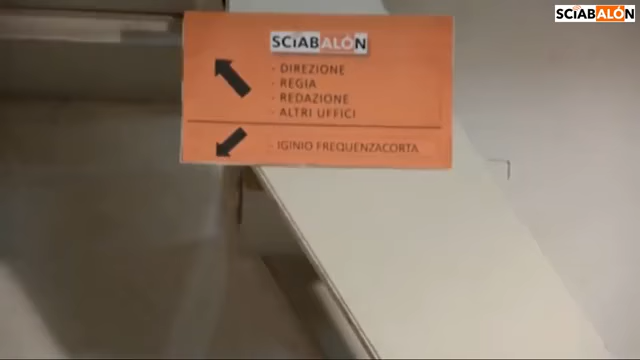 SCIABALÓN
SCIABALÓN
- DIREZIONE
- REGIA
- REDAZIONE
- ALTRI UFFICI
- IGINIO FREQUENZACORTA